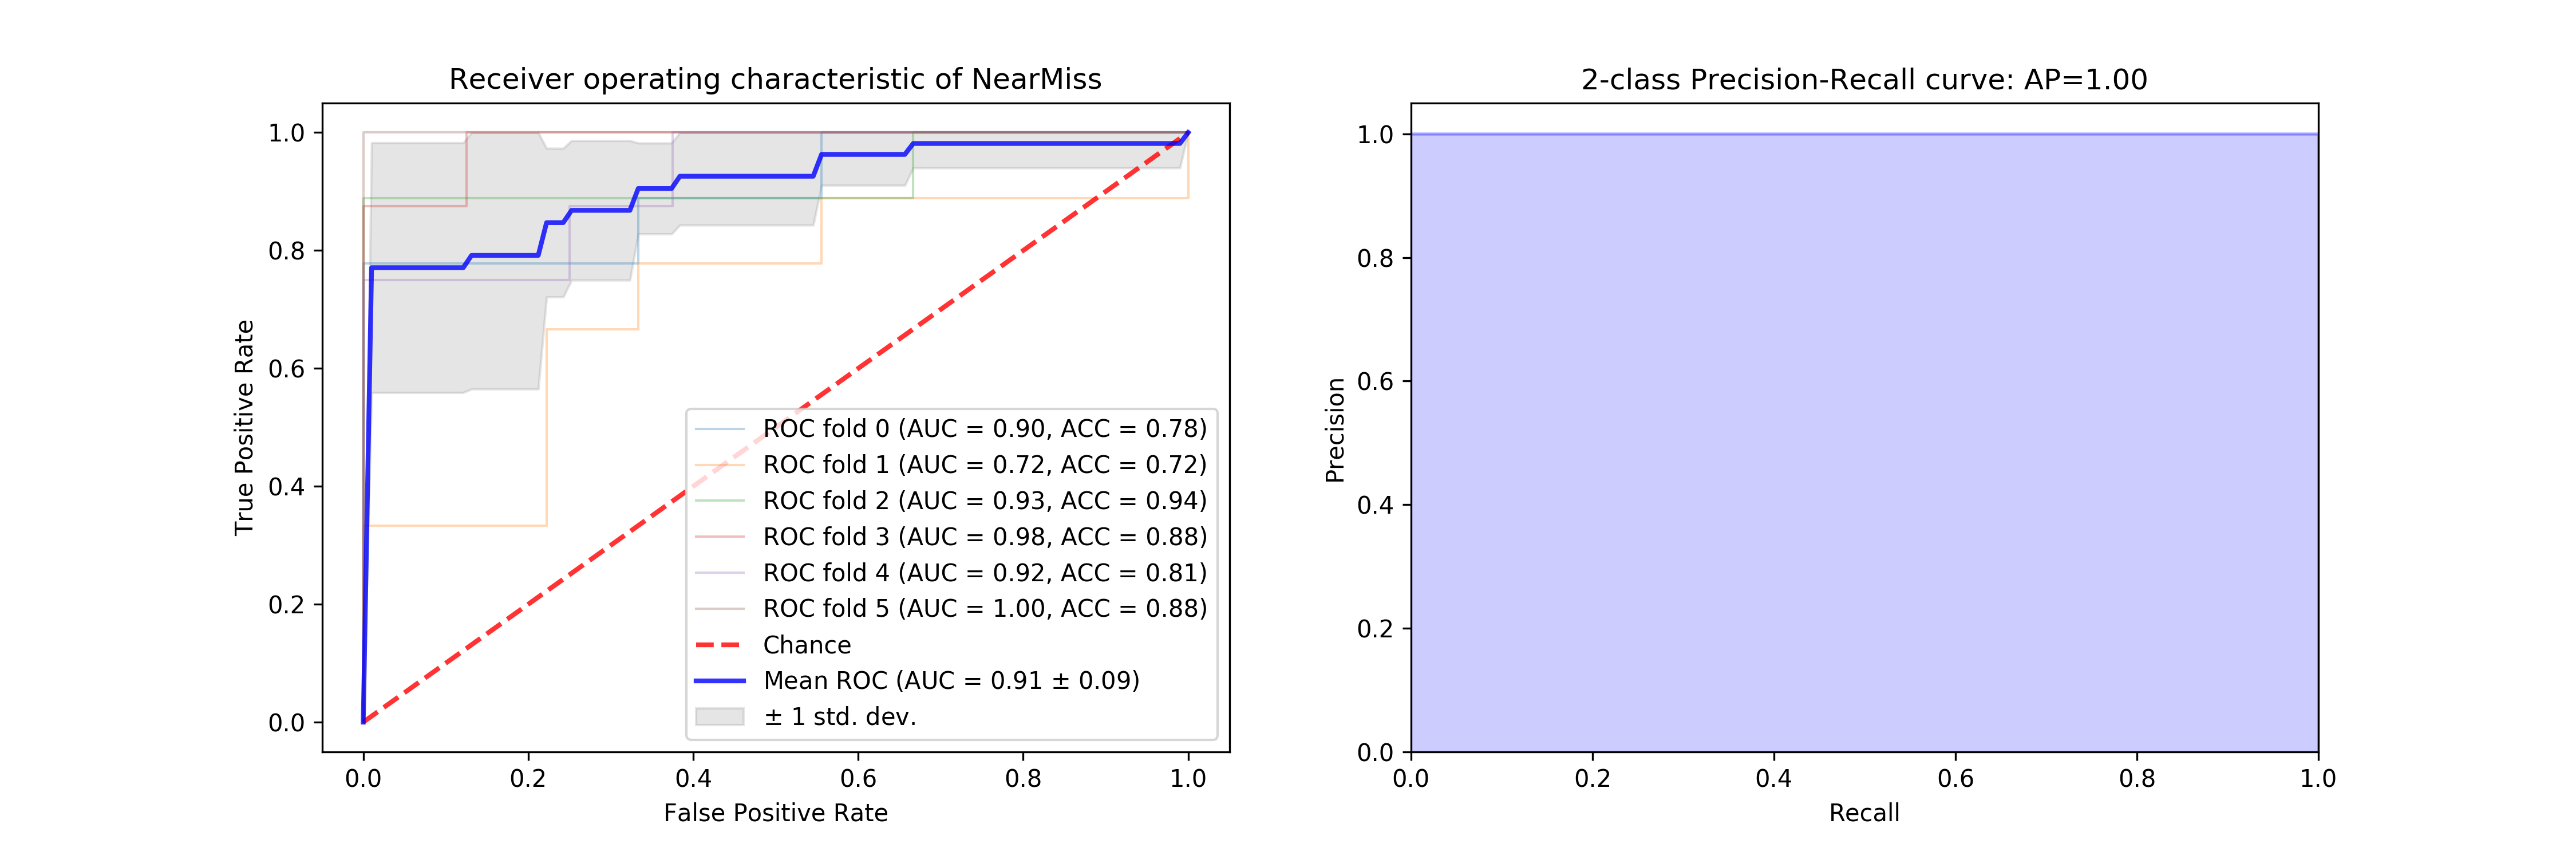 Receiver operating characteristic of NearMiss
1.0
0.8
0.6
0.4
0.2
0.0
True Positive Rate
0.0 0.2 0.4 0.6 0.8 1.0
False Positive Rate
ROC fold 0 (AUC = 0.90, ACC = 0.78)
ROC fold 1 (AUC = 0.72, ACC = 0.72)
ROC fold 2 (AUC = 0.93, ACC = 0.94)
ROC fold 3 (AUC = 0.98, ACC = 0.88)
ROC fold 4 (AUC = 0.92, ACC = 0.81)
ROC fold 5 (AUC = 1.00, ACC = 0.88)
Chance
Mean ROC (AUC = 0.91 ± 0.09)
± 1 std. dev.
2-class Precision-Recall curve: AP=1.00
1.0
0.8
0.6
0.4
0.2
0.0
Precision
0.0 0.2 0.4 0.6 0.8 1.0
Recall